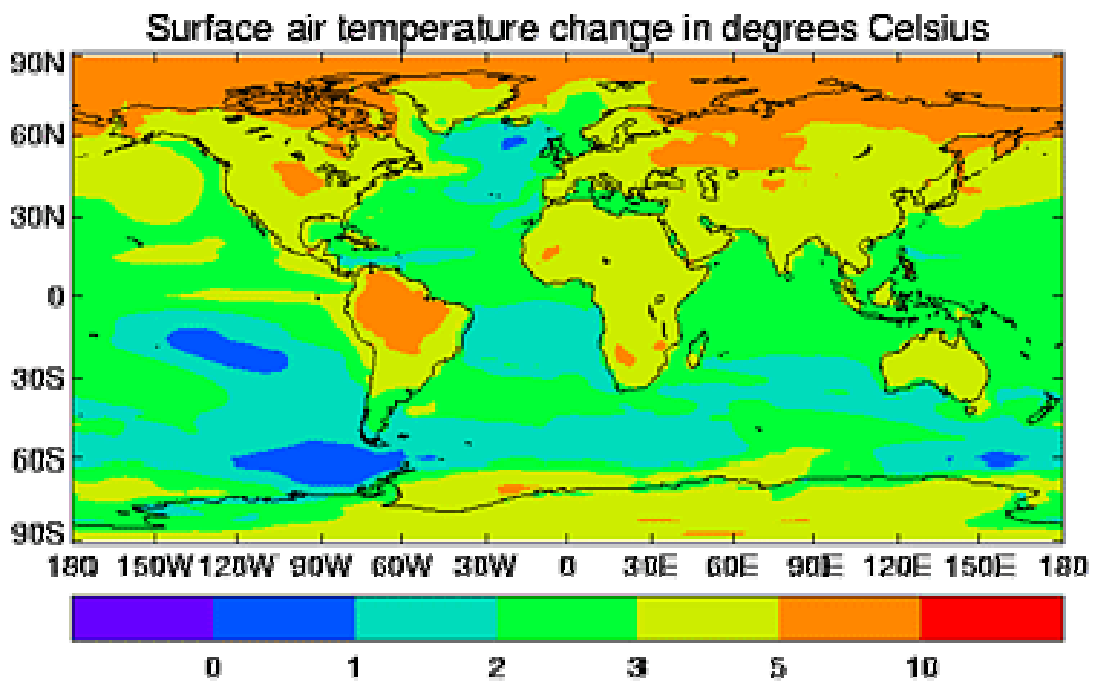 Surface air temperature change in degrees Celsius
90N
60N
30N
0
30S
60S
90S
180 150W 120W 90W 60W 30W 0 30E 60E 90E 120E 150E 180
0 1 2 3 5 10